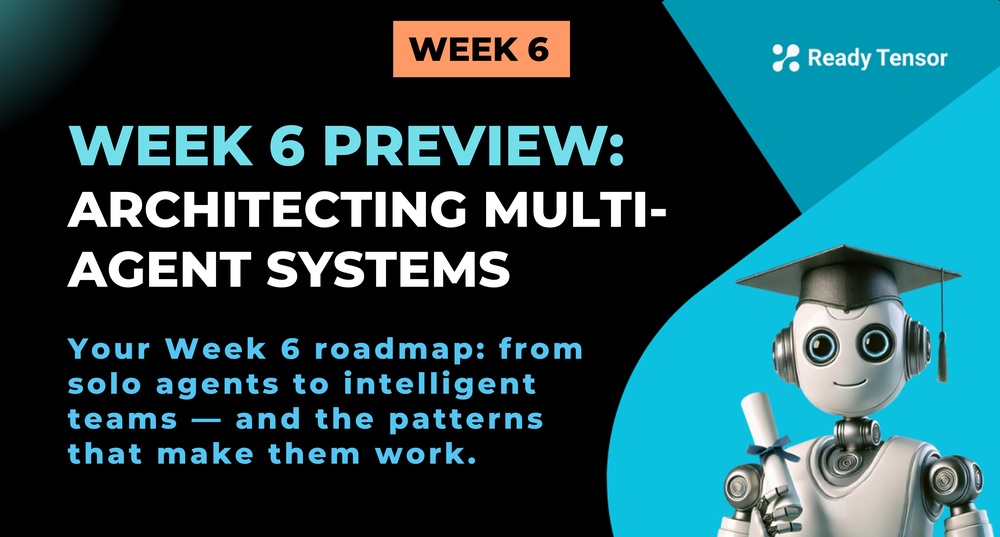 WEEK 6
Ready Tensor
WEEK 6 PREVIEW:
ARCHITECTING MULTI-
AGENT SYSTEMS
Your Week 6 roadmap: from
solo agents to intelligent
teams — and the patterns
that make them work.